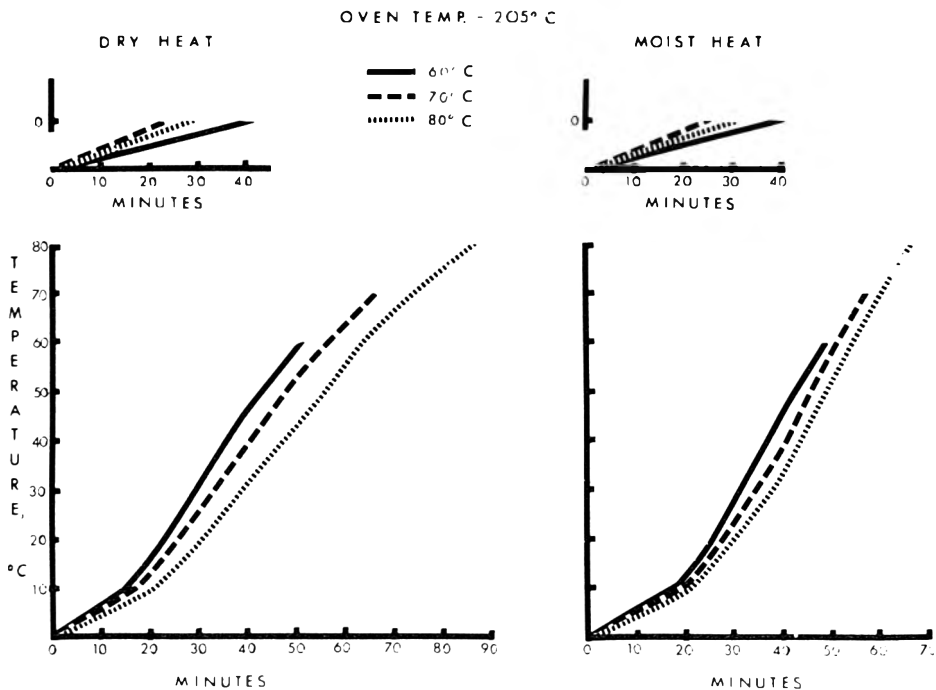 OVEN TEMP. - 205° C
DRY HEAT
MOIST HEAT
60° C
70° C
80° C
0
0 10 20 30 40
MINUTES
0
0 10 20 30 40
MINUTES
TEMPERATURE, °C
80
70
60
50
40
30
20
10
0 10 20 30 40 50 60 70 80 90
MINUTES
0 10 20 30 40 50 60 70
MINUTES